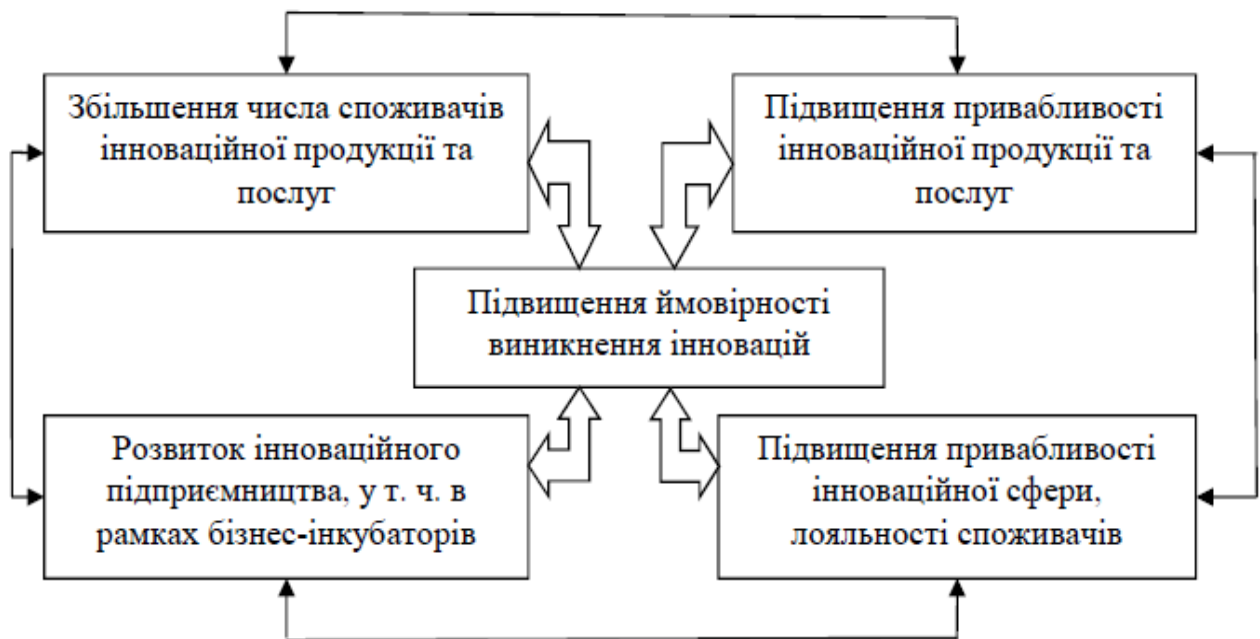 Збільшення числа споживачів
інноваційної продукції та
послуг
Підвищення привабливості
інноваційної продукції та
послуг
Підвищення ймовірності
виникнення інновацій
Розвиток інноваційного
підприємництва, у т. ч. в
рамках бізнес-інкубаторів
Підвищення привабливості
інноваційної сфери,
лояльності споживачів